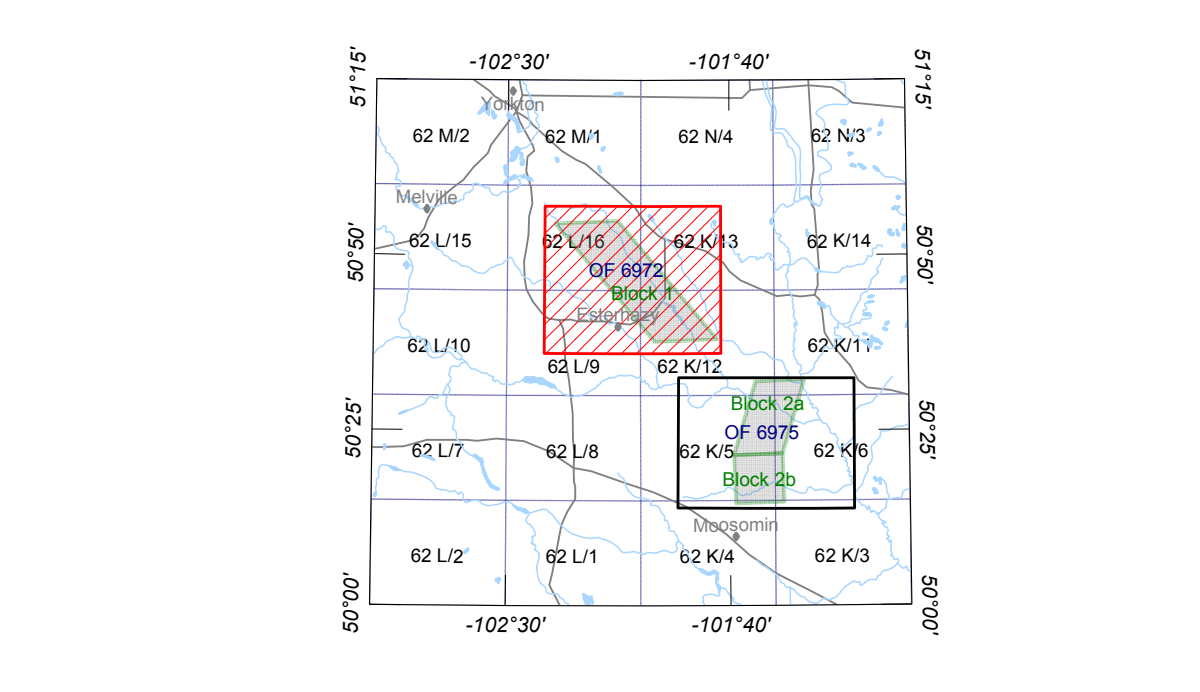 -102°30'
-101°40'
51°15'
51°15'
Yorkton
62 M/2
62 M/1
62 N/4
62 N/3
Melville
62 L/15
62 L/16
62 K/13
62 K/14
50°50'
50°50'
OF 6972
Block 1
Esterhazy
62 L/10
62 K/11
62 L/9
62 K/12
Block 2a
50°25'
50°25'
OF 6975
62 L/7
62 L/8
62 K/5
62 K/6
Block 2b
Moosomin
62 L/2
62 L/1
62 K/4
62 K/3
50°00'
50°00'
-102°30'
-101°40'